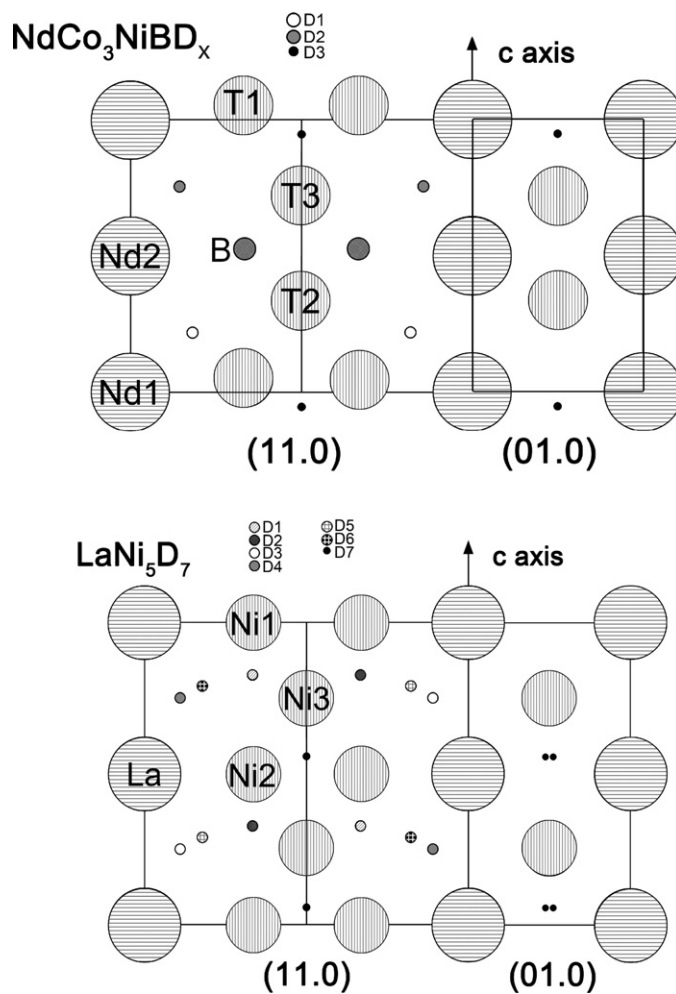 NdCo₃NiBDₓ
D1
D2
D3
c axis
T1
T3
Nd2
B
T2
Nd1
(11.0)
(01.0)
LaNi₅D₇
D1
D2
D3
D4
D5
D6
D7
c axis
Ni1
Ni3
La
Ni2
(11.0)
(01.0)